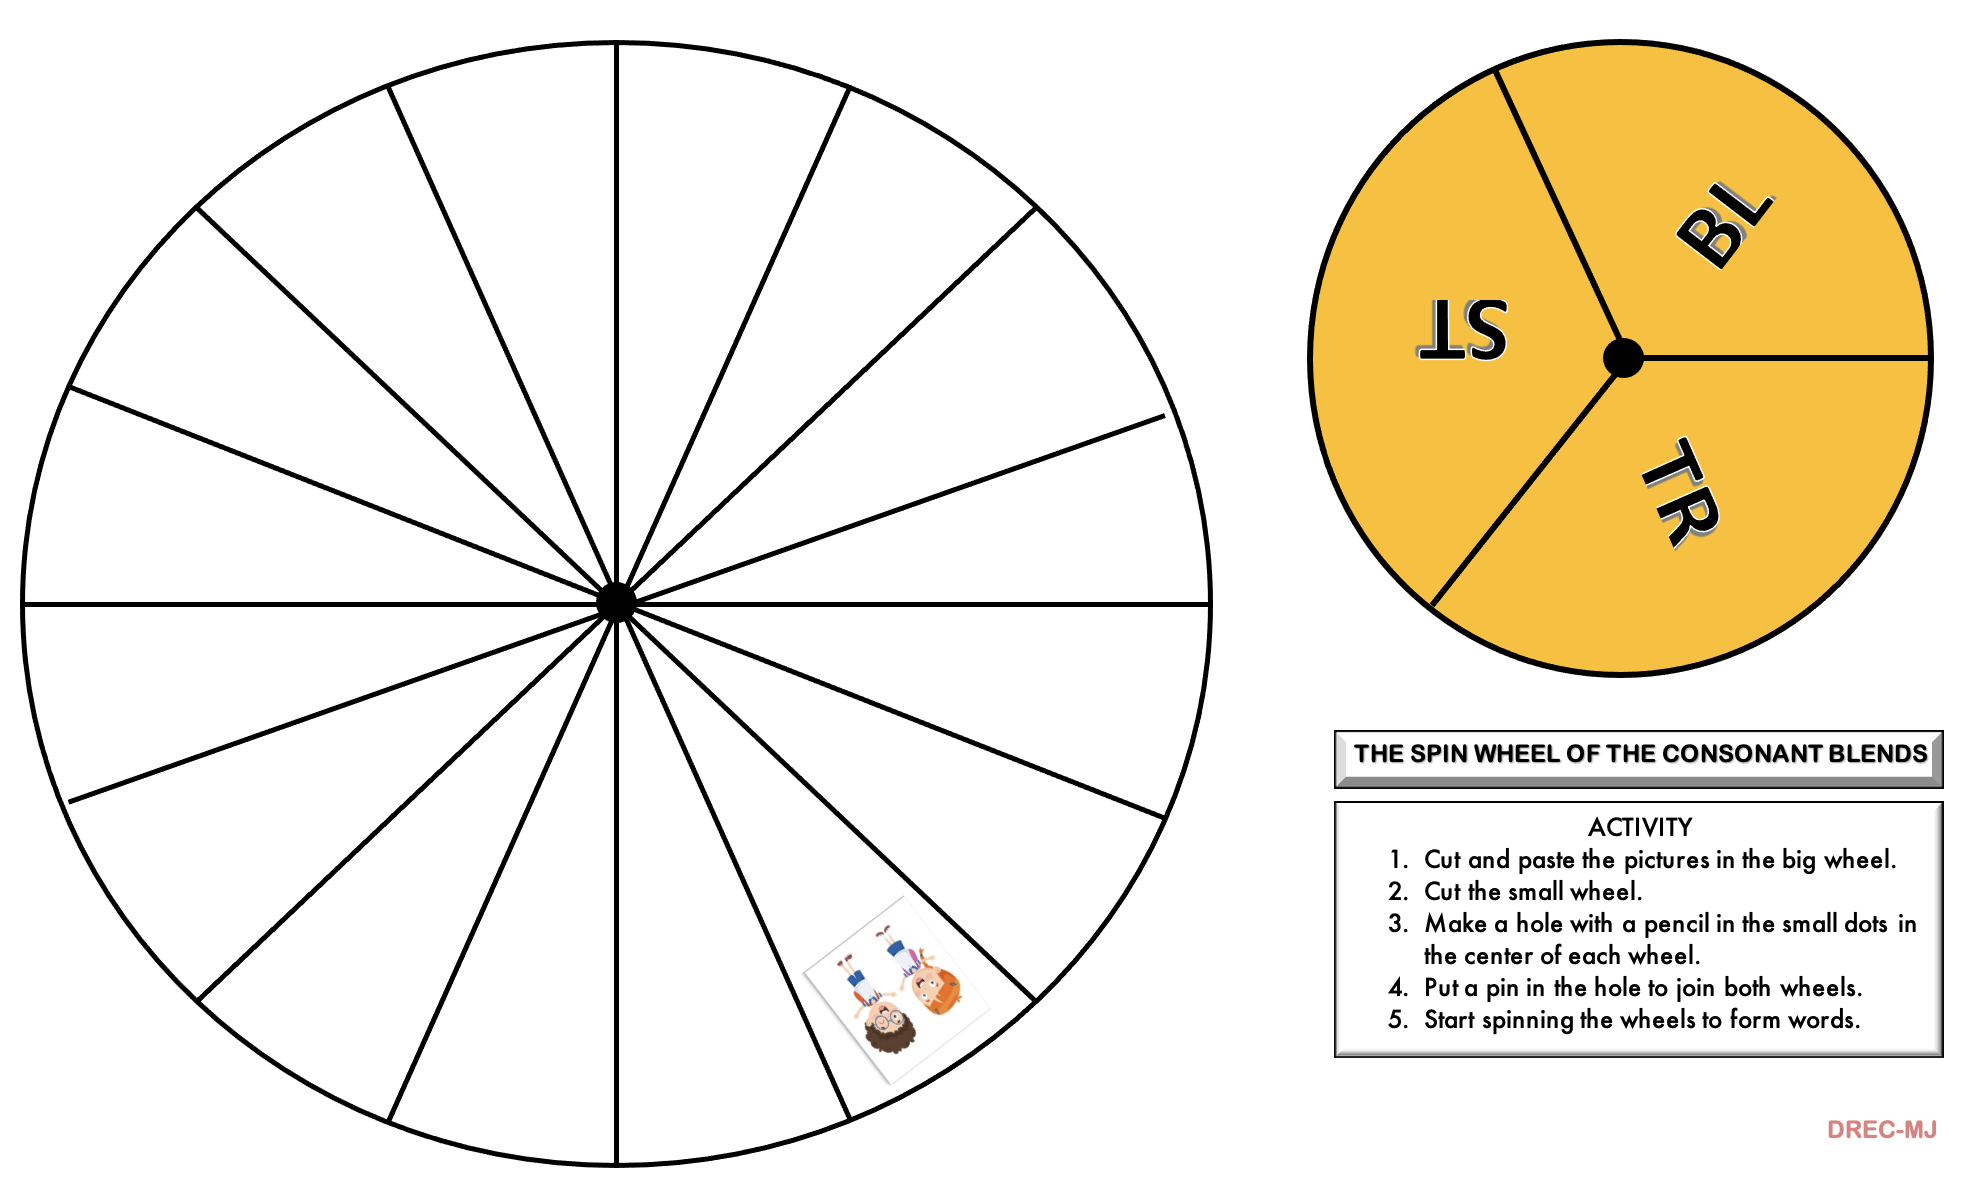 BL
ST
TR
THE SPIN WHEEL OF THE CONSONANT BLENDS
ACTIVITY
1. Cut and paste the pictures in the big wheel.
2. Cut the small wheel.
3. Make a hole with a pencil in the small dots in
the center of each wheel.
4. Put a pin in the hole to join both wheels.
5. Start spinning the wheels to form words.
DREC-MJ